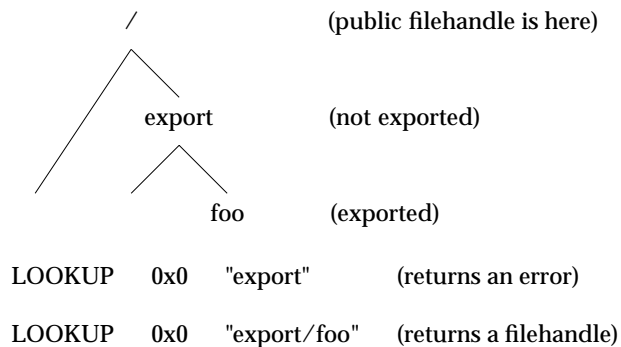 / (public filehandle is here)
export (not exported)
foo (exported)
LOOKUP 0x0 "export" (returns an error)
LOOKUP 0x0 "export/foo" (returns a filehandle)